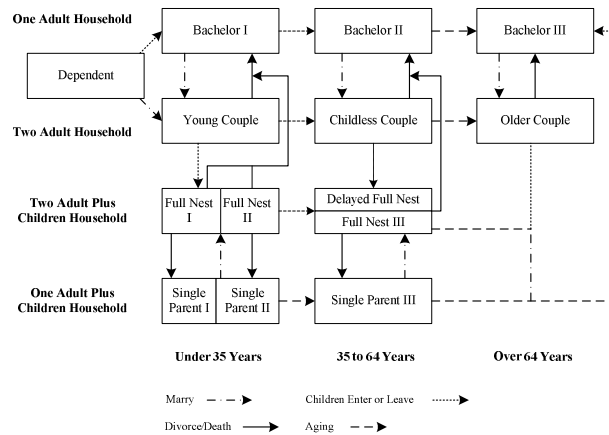 One Adult Household
Bachelor I
Bachelor II
Bachelor III
Dependent
Two Adult Household
Young Couple
Childless Couple
Older Couple
Two Adult Plus
Children Household
Full Nest
I
Full Nest
II
Delayed Full Nest
Full Nest III
One Adult Plus
Children Household
Single
Parent I
Single
Parent II
Single Parent III
Under 35 Years
35 to 64 Years
Over 64 Years
Marry
Children Enter or Leave
Divorce/Death
Aging